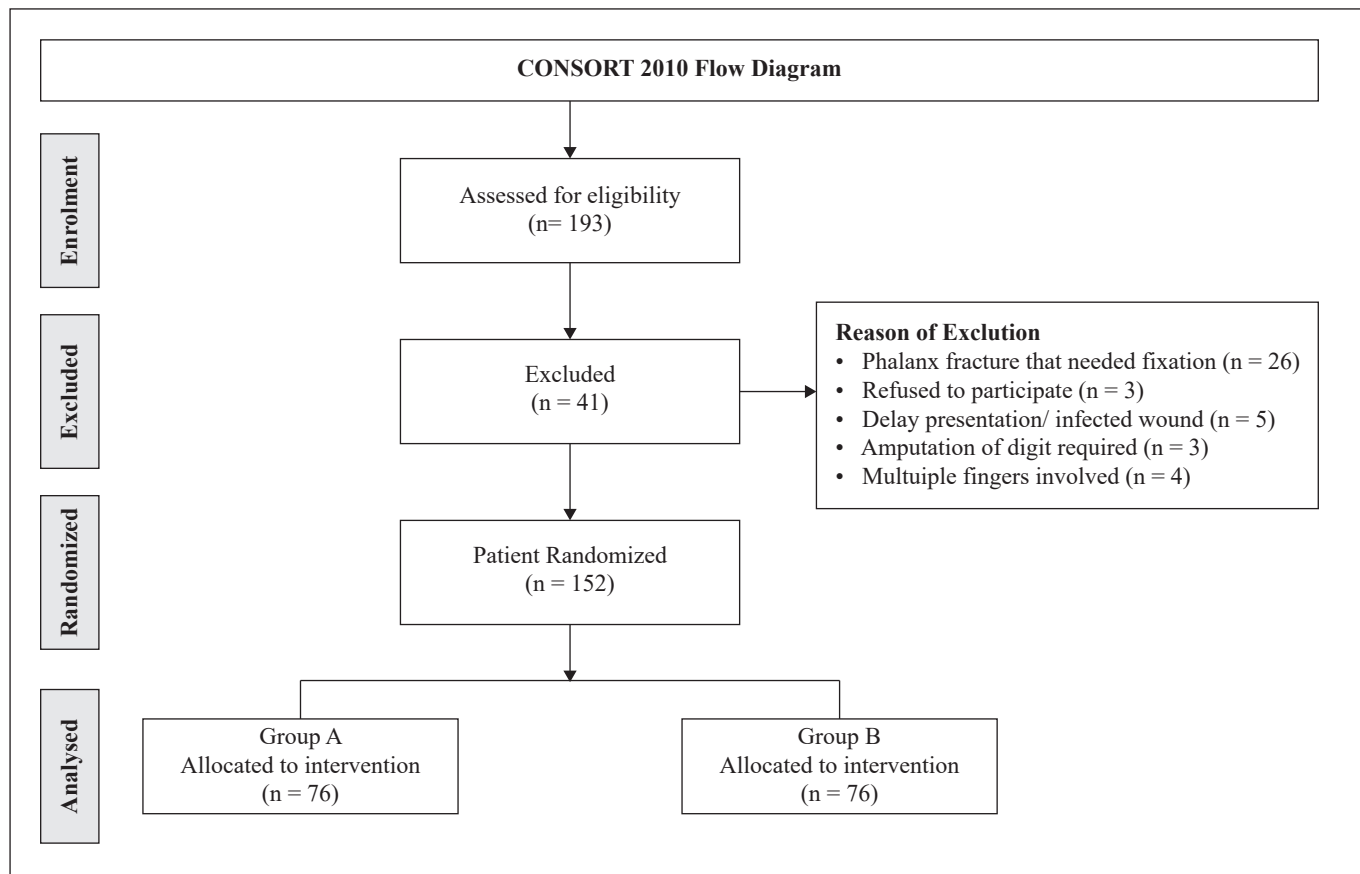 CONSORT 2010 Flow Diagram
Enrolment
Assessed for eligibility
(n= 193)
Excluded
Excluded
(n = 41)
Reason of Exclution
• Phalanx fracture that needed fixation (n = 26)
• Refused to participate (n = 3)
• Delay presentation/ infected wound (n = 5)
• Amputation of digit required (n = 3)
• Multuiple fingers involved (n = 4)
Randomized
Patient Randomized
(n = 152)
Analysed
Group A
Allocated to intervention
(n = 76)
Group B
Allocated to intervention
(n = 76)